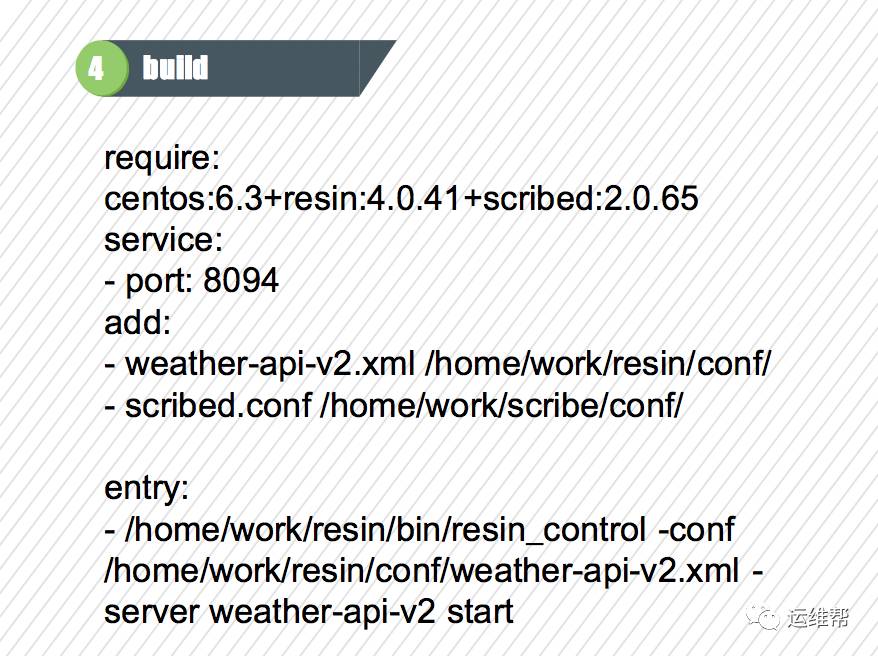 4 build
require:
centos:6.3+resin:4.0.41+scribed:2.0.65
service:
- port: 8094
add:
- weather-api-v2.xml /home/work/resin/conf/
- scribed.conf /home/work/scribe/conf/
entry:
- /home/work/resin/bin/resin_control -conf
/home/work/resin/conf/weather-api-v2.xml -
server weather-api-v2 start
运维帮